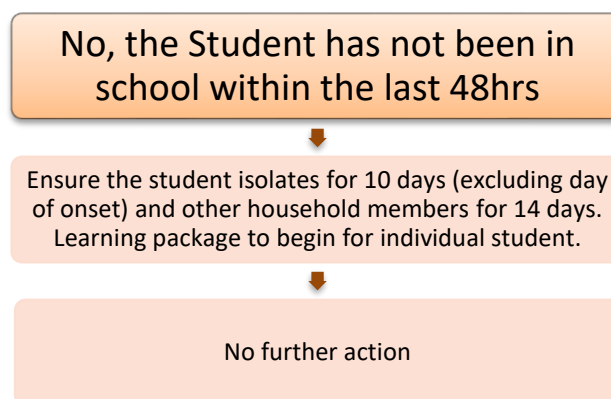 No, the Student has not been in
school within the last 48hrs
Ensure the student isolates for 10 days (excluding day
of onset) and other household members for 14 days.
Learning package to begin for individual student.
No further action